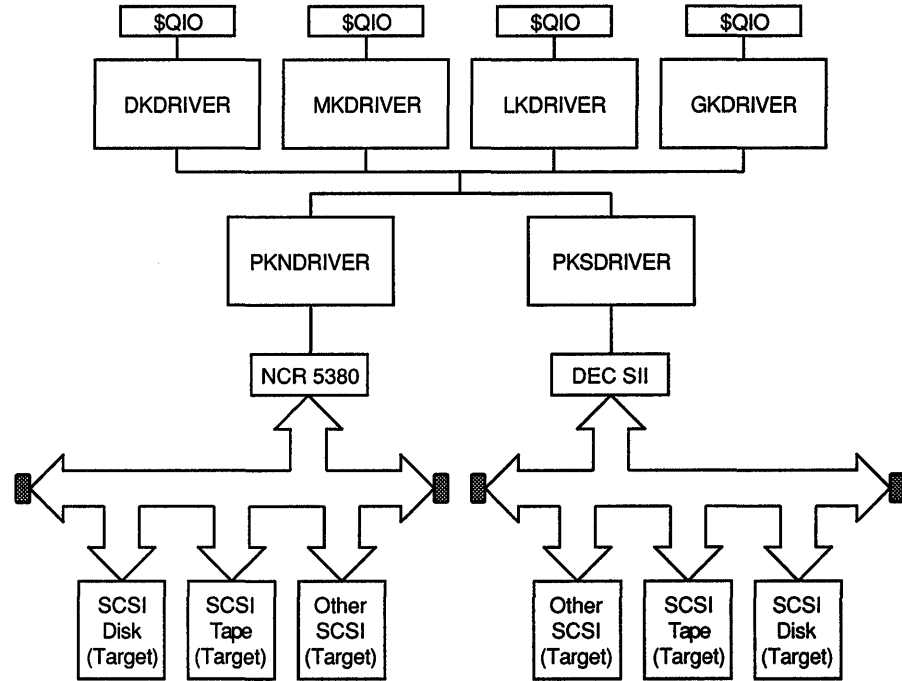 $QIO
$QIO
$QIO
$QIO
DKDRIVER
MKDRIVER
LKDRIVER
GKDRIVER
PKNDRIVER
PKSDRIVER
NCR 5380
DEC SII
SCSI
Disk
(Target)
SCSI
Tape
(Target)
Other
SCSI
(Target)
Other
SCSI
(Target)
SCSI
Tape
(Target)
SCSI
Disk
(Target)